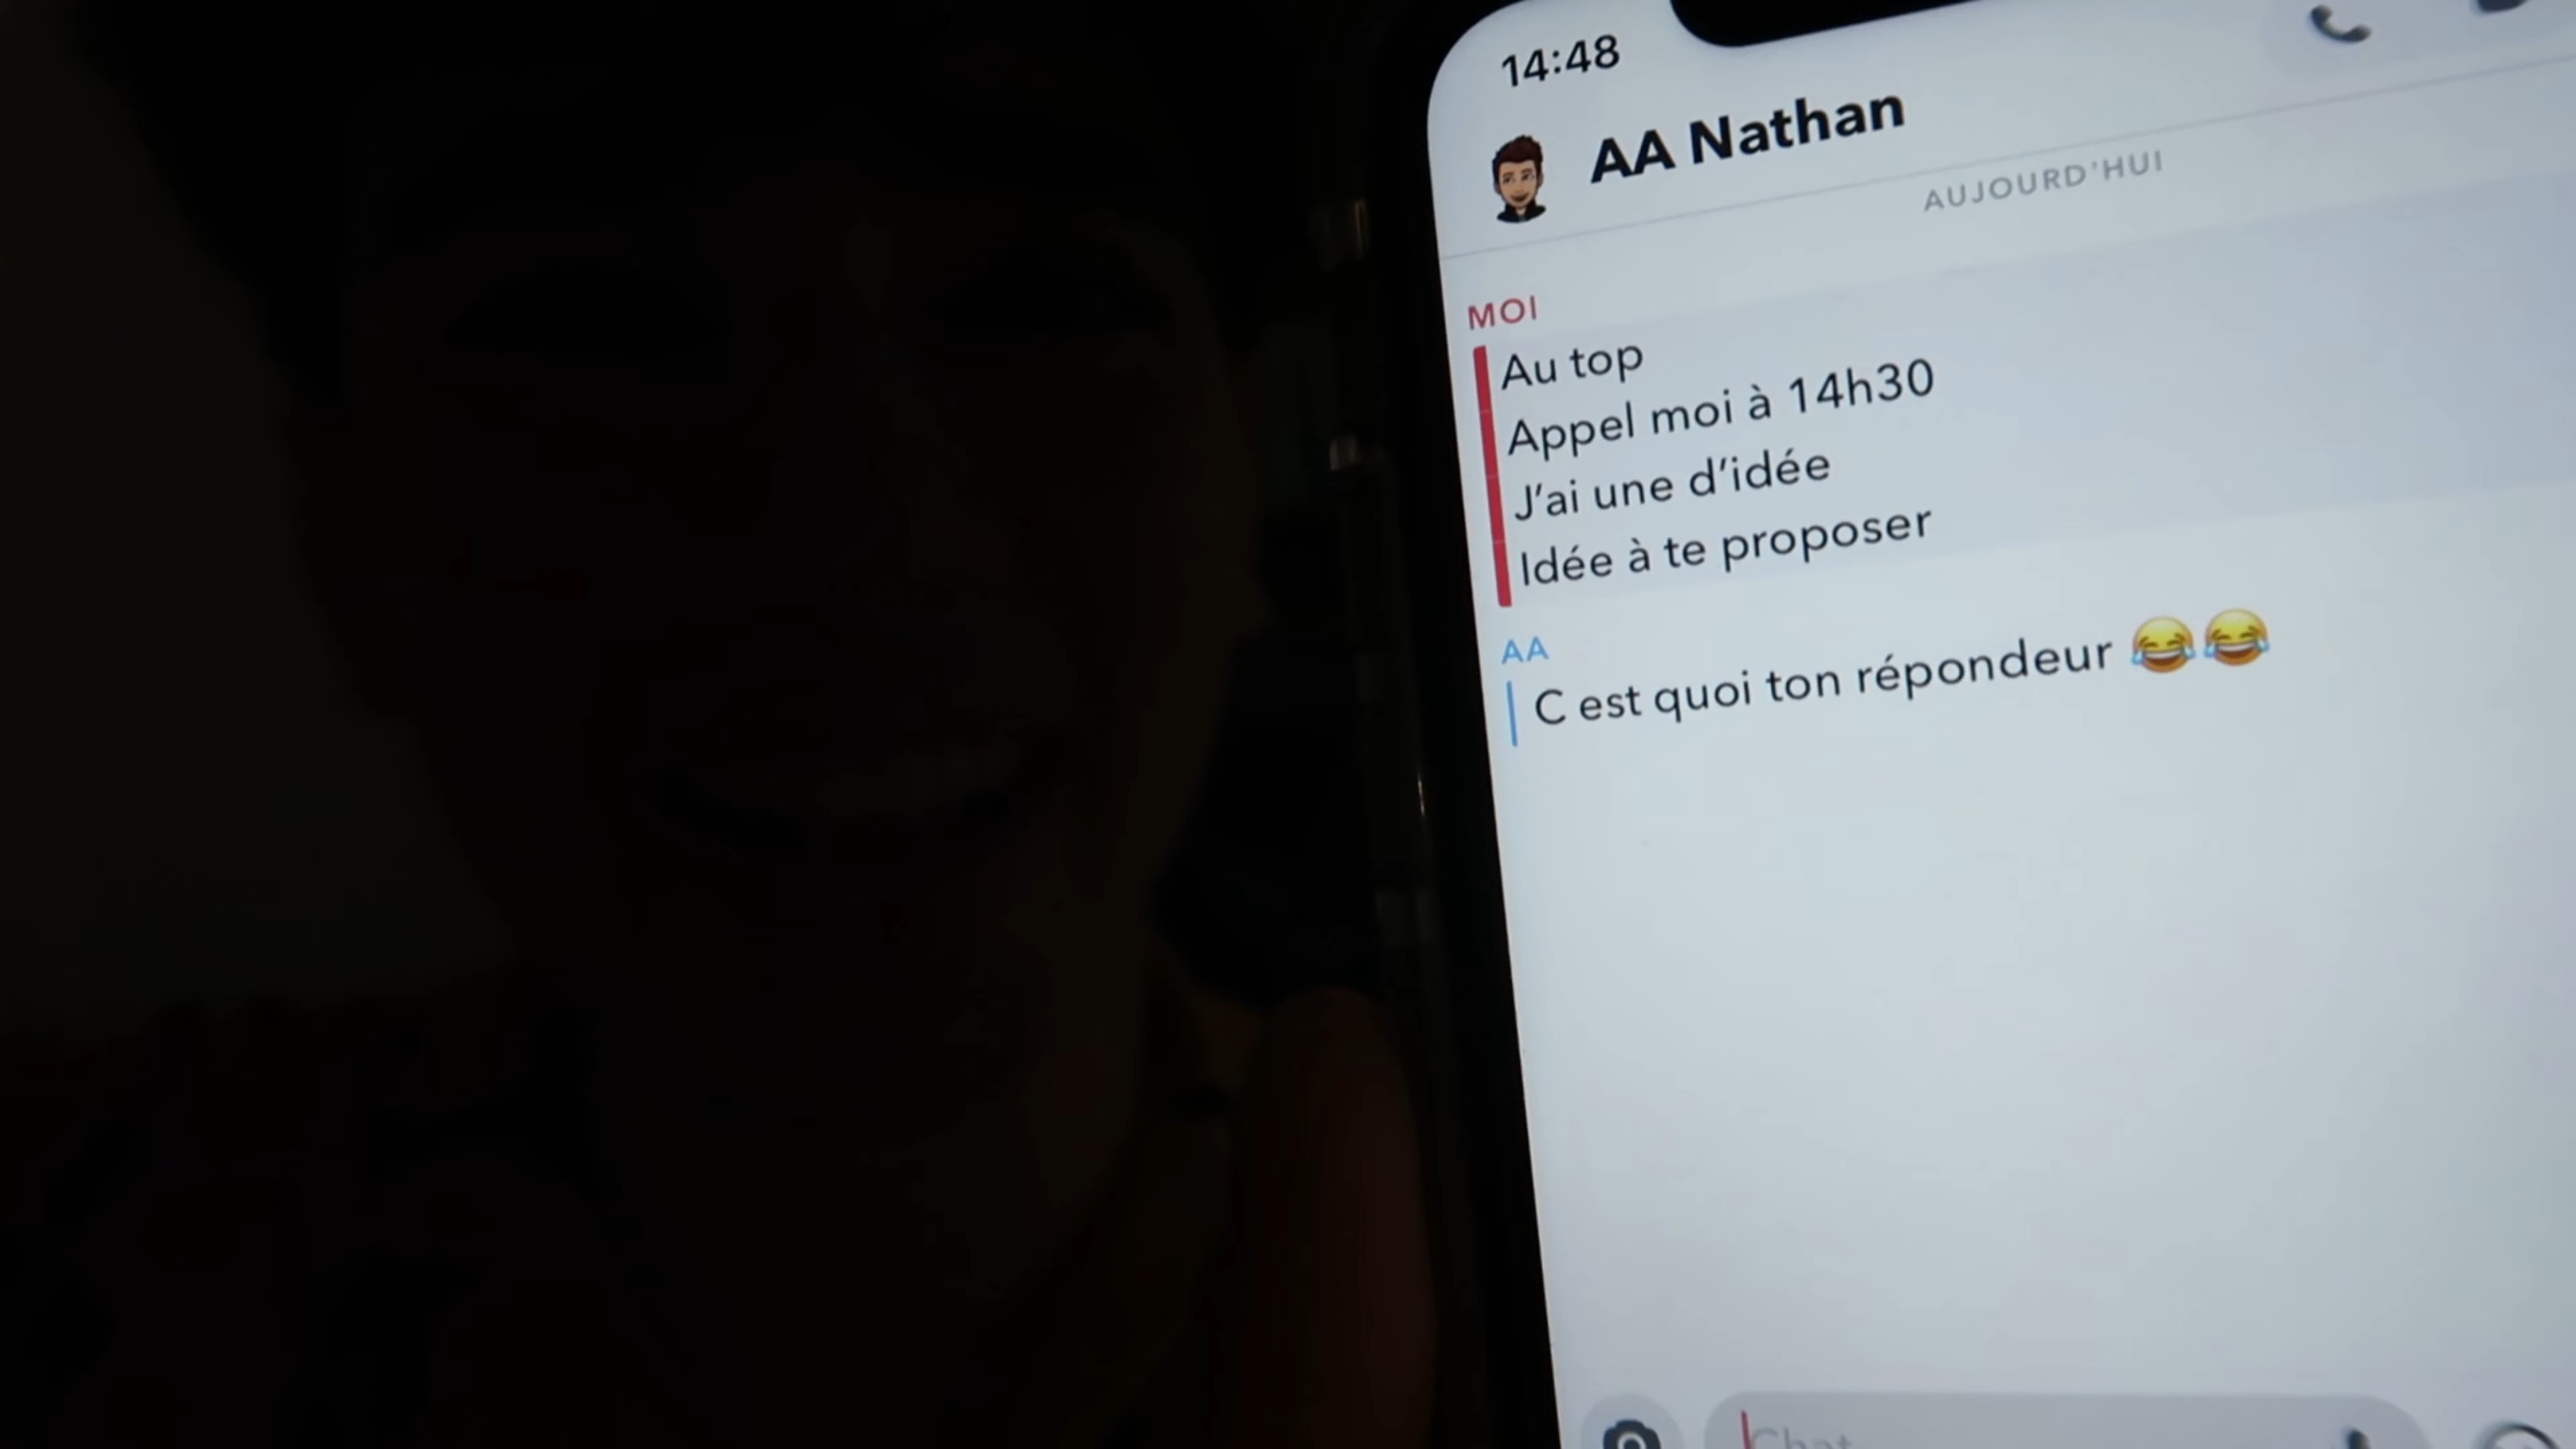 14:48
AA Nathan
AUJOURD'HUI
MOI
Au top
Appel moi à 14h30
J'ai une d'idée
Idée à te proposer
AA
C est quoi ton répondeur 😂😂
Chat